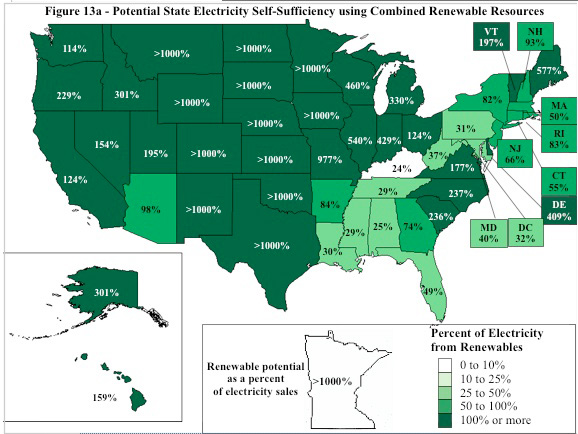 Figure 13a - Potential State Electricity Self-Sufficiency using Combined Renewable Resources
VT
197%
NH
93%
114%
>1000%
>1000%
>1000%
577%
229%
301%
>1000%
>1000%
460%
330%
82%
MA
50%
>1000%
>1000%
31%
RI
83%
154%
195%
>1000%
>1000%
977%
540%
429%
124%
37%
NJ
66%
24%
177%
CT
55%
124%
98%
>1000%
>1000%
84%
29%
237%
DE
409%
>1000%
30%
29%
25%
74%
236%
MD
40%
DC
32%
49%
301%
159%
Renewable potential
as a percent
of electricity sales
>1000%
Percent of Electricity
from Renewables
0 to 10%
10 to 25%
25 to 50%
50 to 100%
100% or more